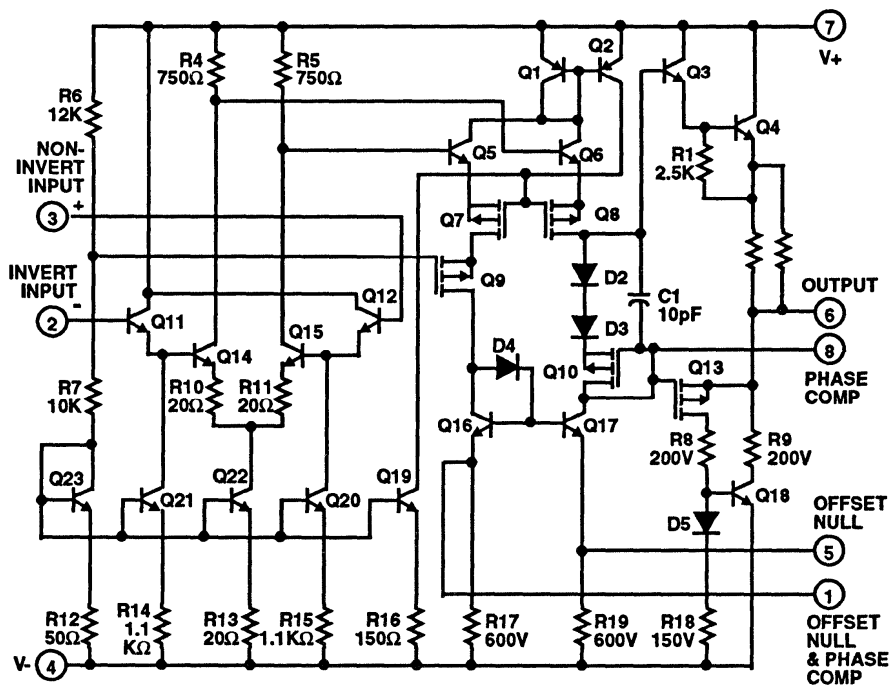 7
V+
R4
750Ω
R5
750Ω
Q1
Q2
Q3
Q4
R6
12K
NON-
INVERT
INPUT
3
+
Q5
Q6
R1
2.5K
Q7
Q8
Q9
INVERT
INPUT
2
-
Q11
Q12
Q14
Q15
D2
D3
C1
10pF
OUTPUT
6
8
PHASE
COMP
R7
10K
R10
20Ω
R11
20Ω
D4
Q10
Q13
Q16
Q17
R8
200V
R9
200V
Q23
Q21
Q22
Q20
Q19
Q18
D5
OFFSET
NULL
5
1
OFFSET
NULL
& PHASE
COMP
R12
50Ω
R14
1.1
KΩ
R13
20Ω
R15
1.1KΩ
R16
150Ω
R17
600V
R19
600V
R18
150V
V-
4